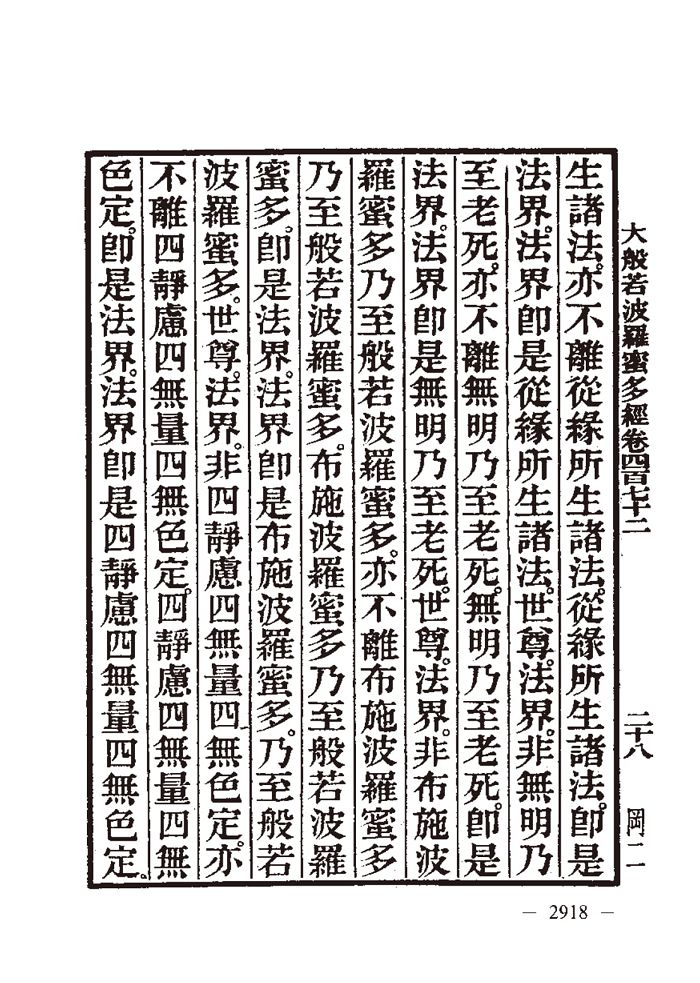 大般若波羅蜜多經卷四百七十二 二十八 岡二
生諸法。亦不離從緣所生諸法。從緣所生諸法。卽是
法界。法界卽是從緣所生諸法。世尊。法界。非無明乃
至老死。亦不離無明乃至老死。無明乃至老死。卽是
法界。法界卽是無明乃至老死。世尊。法界。非布施波
羅蜜多乃至般若波羅蜜多。亦不離布施波羅蜜多
乃至般若波羅蜜多。布施波羅蜜多乃至般若波羅
蜜多。卽是法界。法界卽是布施波羅蜜多。乃至般若
波羅蜜多。世尊。法界。非四靜慮四無量四無色定。亦
不離四靜慮四無量四無色定。四靜慮四無量四無
色定。卽是法界。法界卽是四靜慮四無量四無色定。
— 2918 —